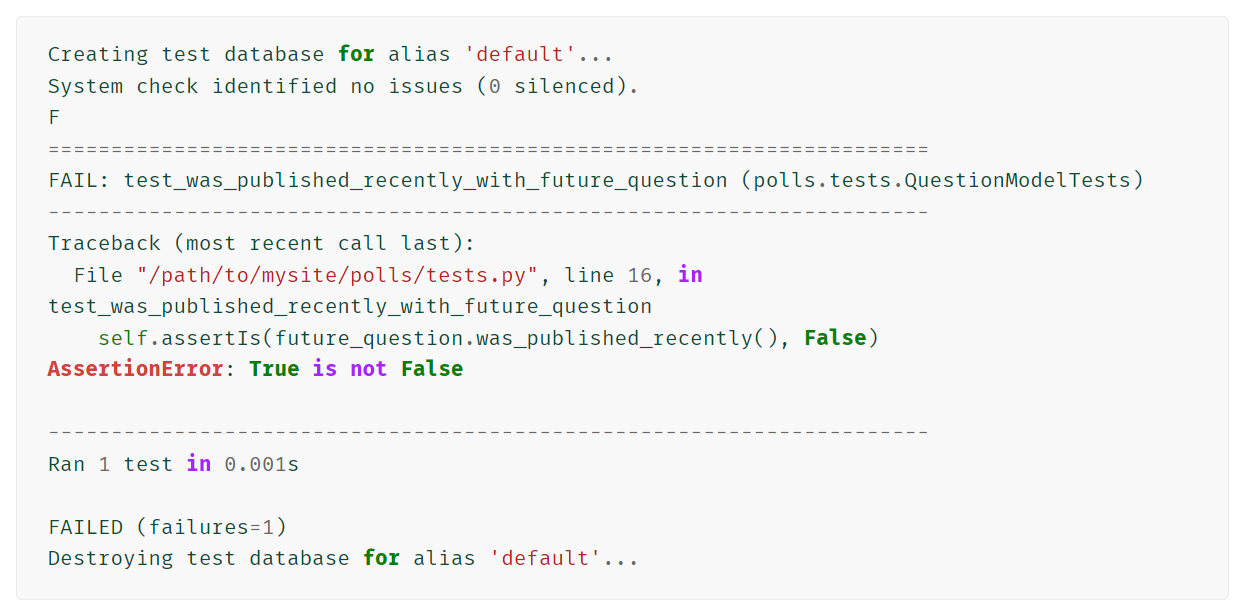 Creating test database for alias 'default'...
System check identified no issues (0 silenced).
F
======================================================================
FAIL: test_was_published_recently_with_future_question (polls.tests.QuestionModelTests)
----------------------------------------------------------------------
Traceback (most recent call last):
  File "/path/to/mysite/polls/tests.py", line 16, in
test_was_published_recently_with_future_question
    self.assertIs(future_question.was_published_recently(), False)
AssertionError: True is not False

----------------------------------------------------------------------
Ran 1 test in 0.001s

FAILED (failures=1)
Destroying test database for alias 'default'...